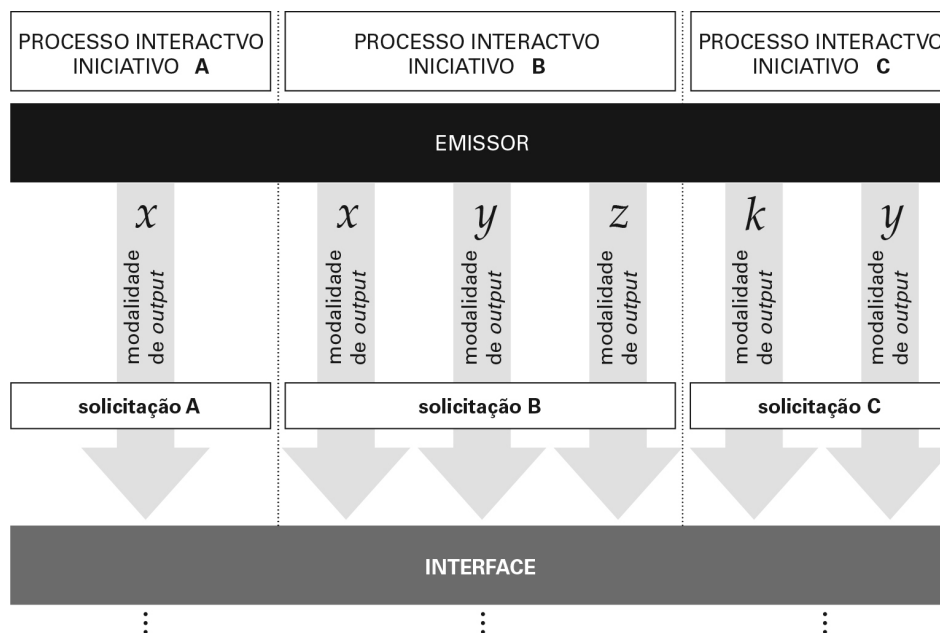 PROCESSO INTERACTVO
INICIATIVO A
PROCESSO INTERACTVO
INICIATIVO B
PROCESSO INTERACTVO
INICIATIVO C
EMISSOR
x
modalidade
de output
x
modalidade
de output
y
modalidade
de output
z
modalidade
de output
k
modalidade
de output
y
modalidade
de output
solicitação A
solicitação B
solicitação C
INTERFACE